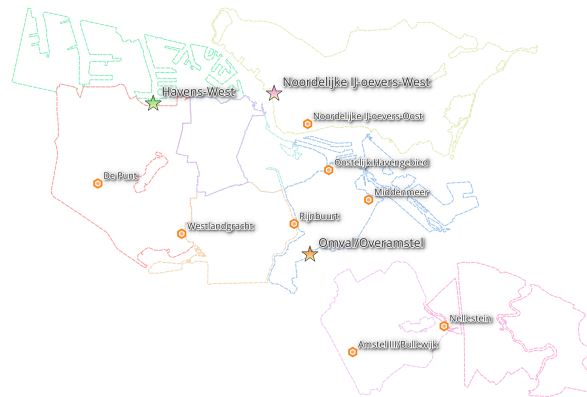 Noordelijke IJ-oevers-West
Havens-West
Noordelijke IJ-oevers-Oost
Oostelijk Havengebied
De Punt
Middenmeer
Rijnbuurt
Westlandgracht
Omval/Overamstel
Nellestein
Amstel III/Bullewijk